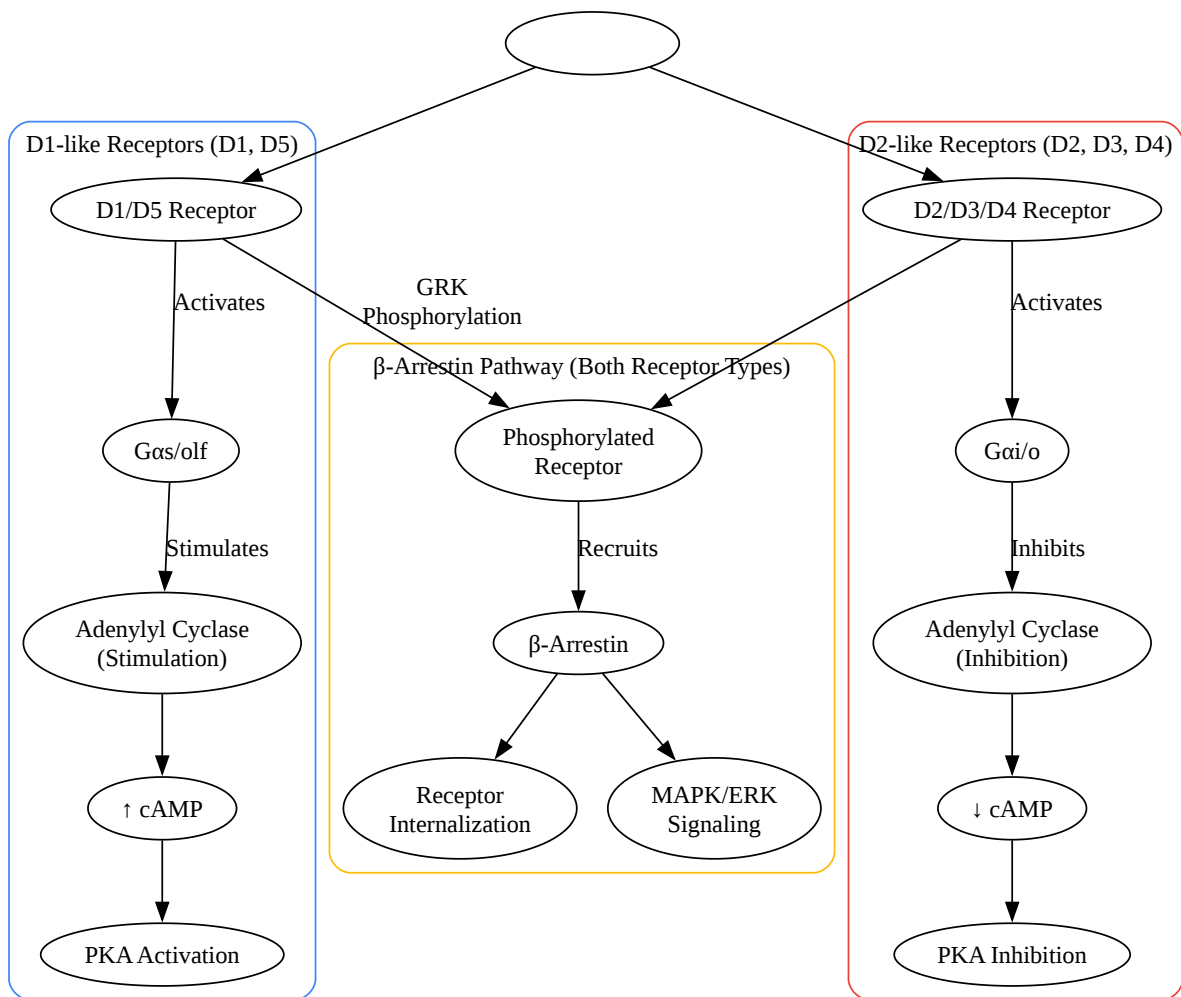 D1-like Receptors (D1, D5)
D2-like Receptors (D2, D3, D4)
D1/D5 Receptor
D2/D3/D4 Receptor
Activates
GRK
Phosphorylation
Activates
β-Arrestin Pathway (Both Receptor Types)
Gαs/olf
Phosphorylated
Receptor
Gαi/o
Stimulates
Recruits
Inhibits
Adenylyl Cyclase
(Stimulation)
β-Arrestin
Adenylyl Cyclase
(Inhibition)
↑ cAMP
Receptor
Internalization
MAPK/ERK
Signaling
↓ cAMP
PKA Activation
PKA Inhibition